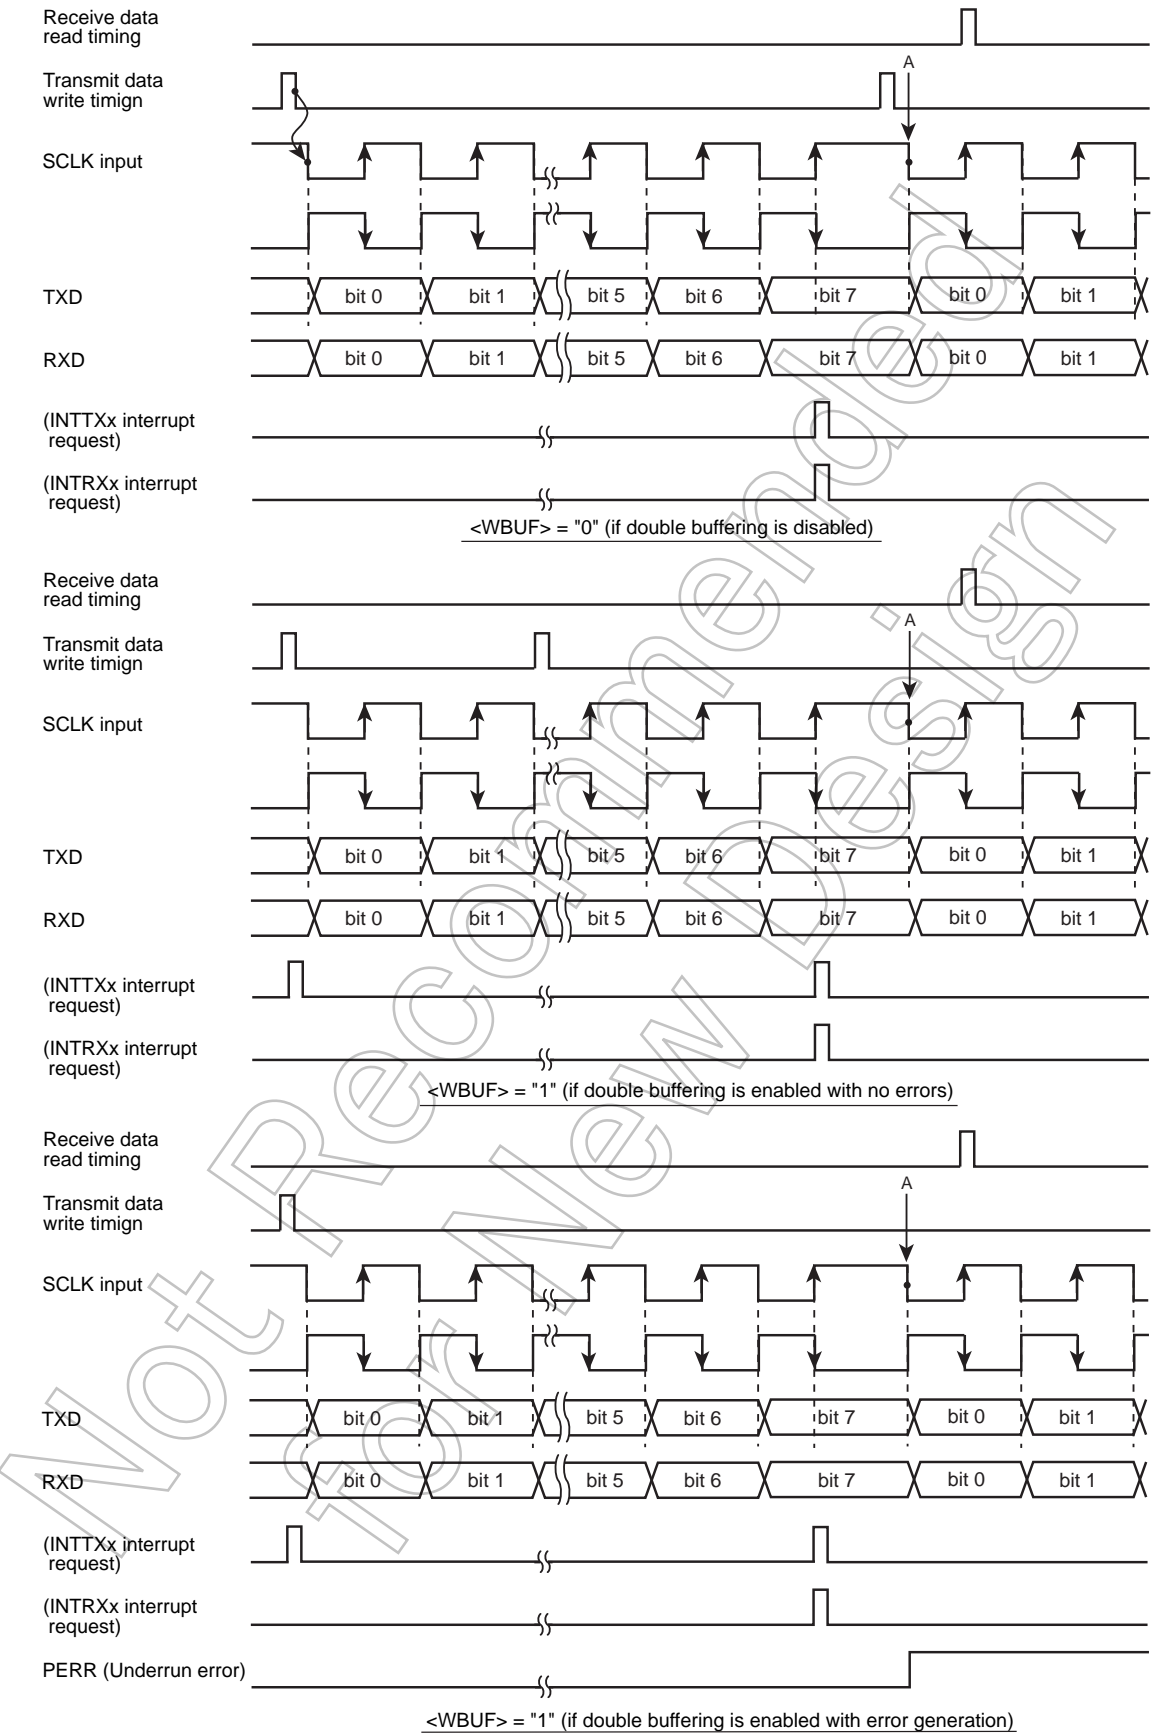 Receive data
read timing
Transmit data
write timign
A
SCLK input
TXD bit 0 bit 1 bit 5 bit 6 bit 7 bit 0 bit 1
RXD bit 0 bit 1 bit 5 bit 6 bit 7 bit 0 bit 1
(INTTXx interrupt
request)
(INTRXx interrupt
request)
<WBUF> = "0" (if double buffering is disabled)
Receive data
read timing
A
Transmit data
write timign
SCLK input
TXD bit 0 bit 1 bit 5 bit 6 bit 7 bit 0 bit 1
RXD bit 0 bit 1 bit 5 bit 6 bit 7 bit 0 bit 1
(INTTXx interrupt
request)
(INTRXx interrupt
request)
<WBUF> = "1" (if double buffering is enabled with no errors)
Receive data
read timing
A
Transmit data
write timign
SCLK input
TXD bit 0 bit 1 bit 5 bit 6 bit 7 bit 0 bit 1
RXD bit 0 bit 1 bit 5 bit 6 bit 7 bit 0 bit 1
(INTTXx interrupt
request)
(INTRXx interrupt
request)
PERR (Underrun error)
<WBUF> = "1" (if double buffering is enabled with error generation)
Not Recommended
for New Design